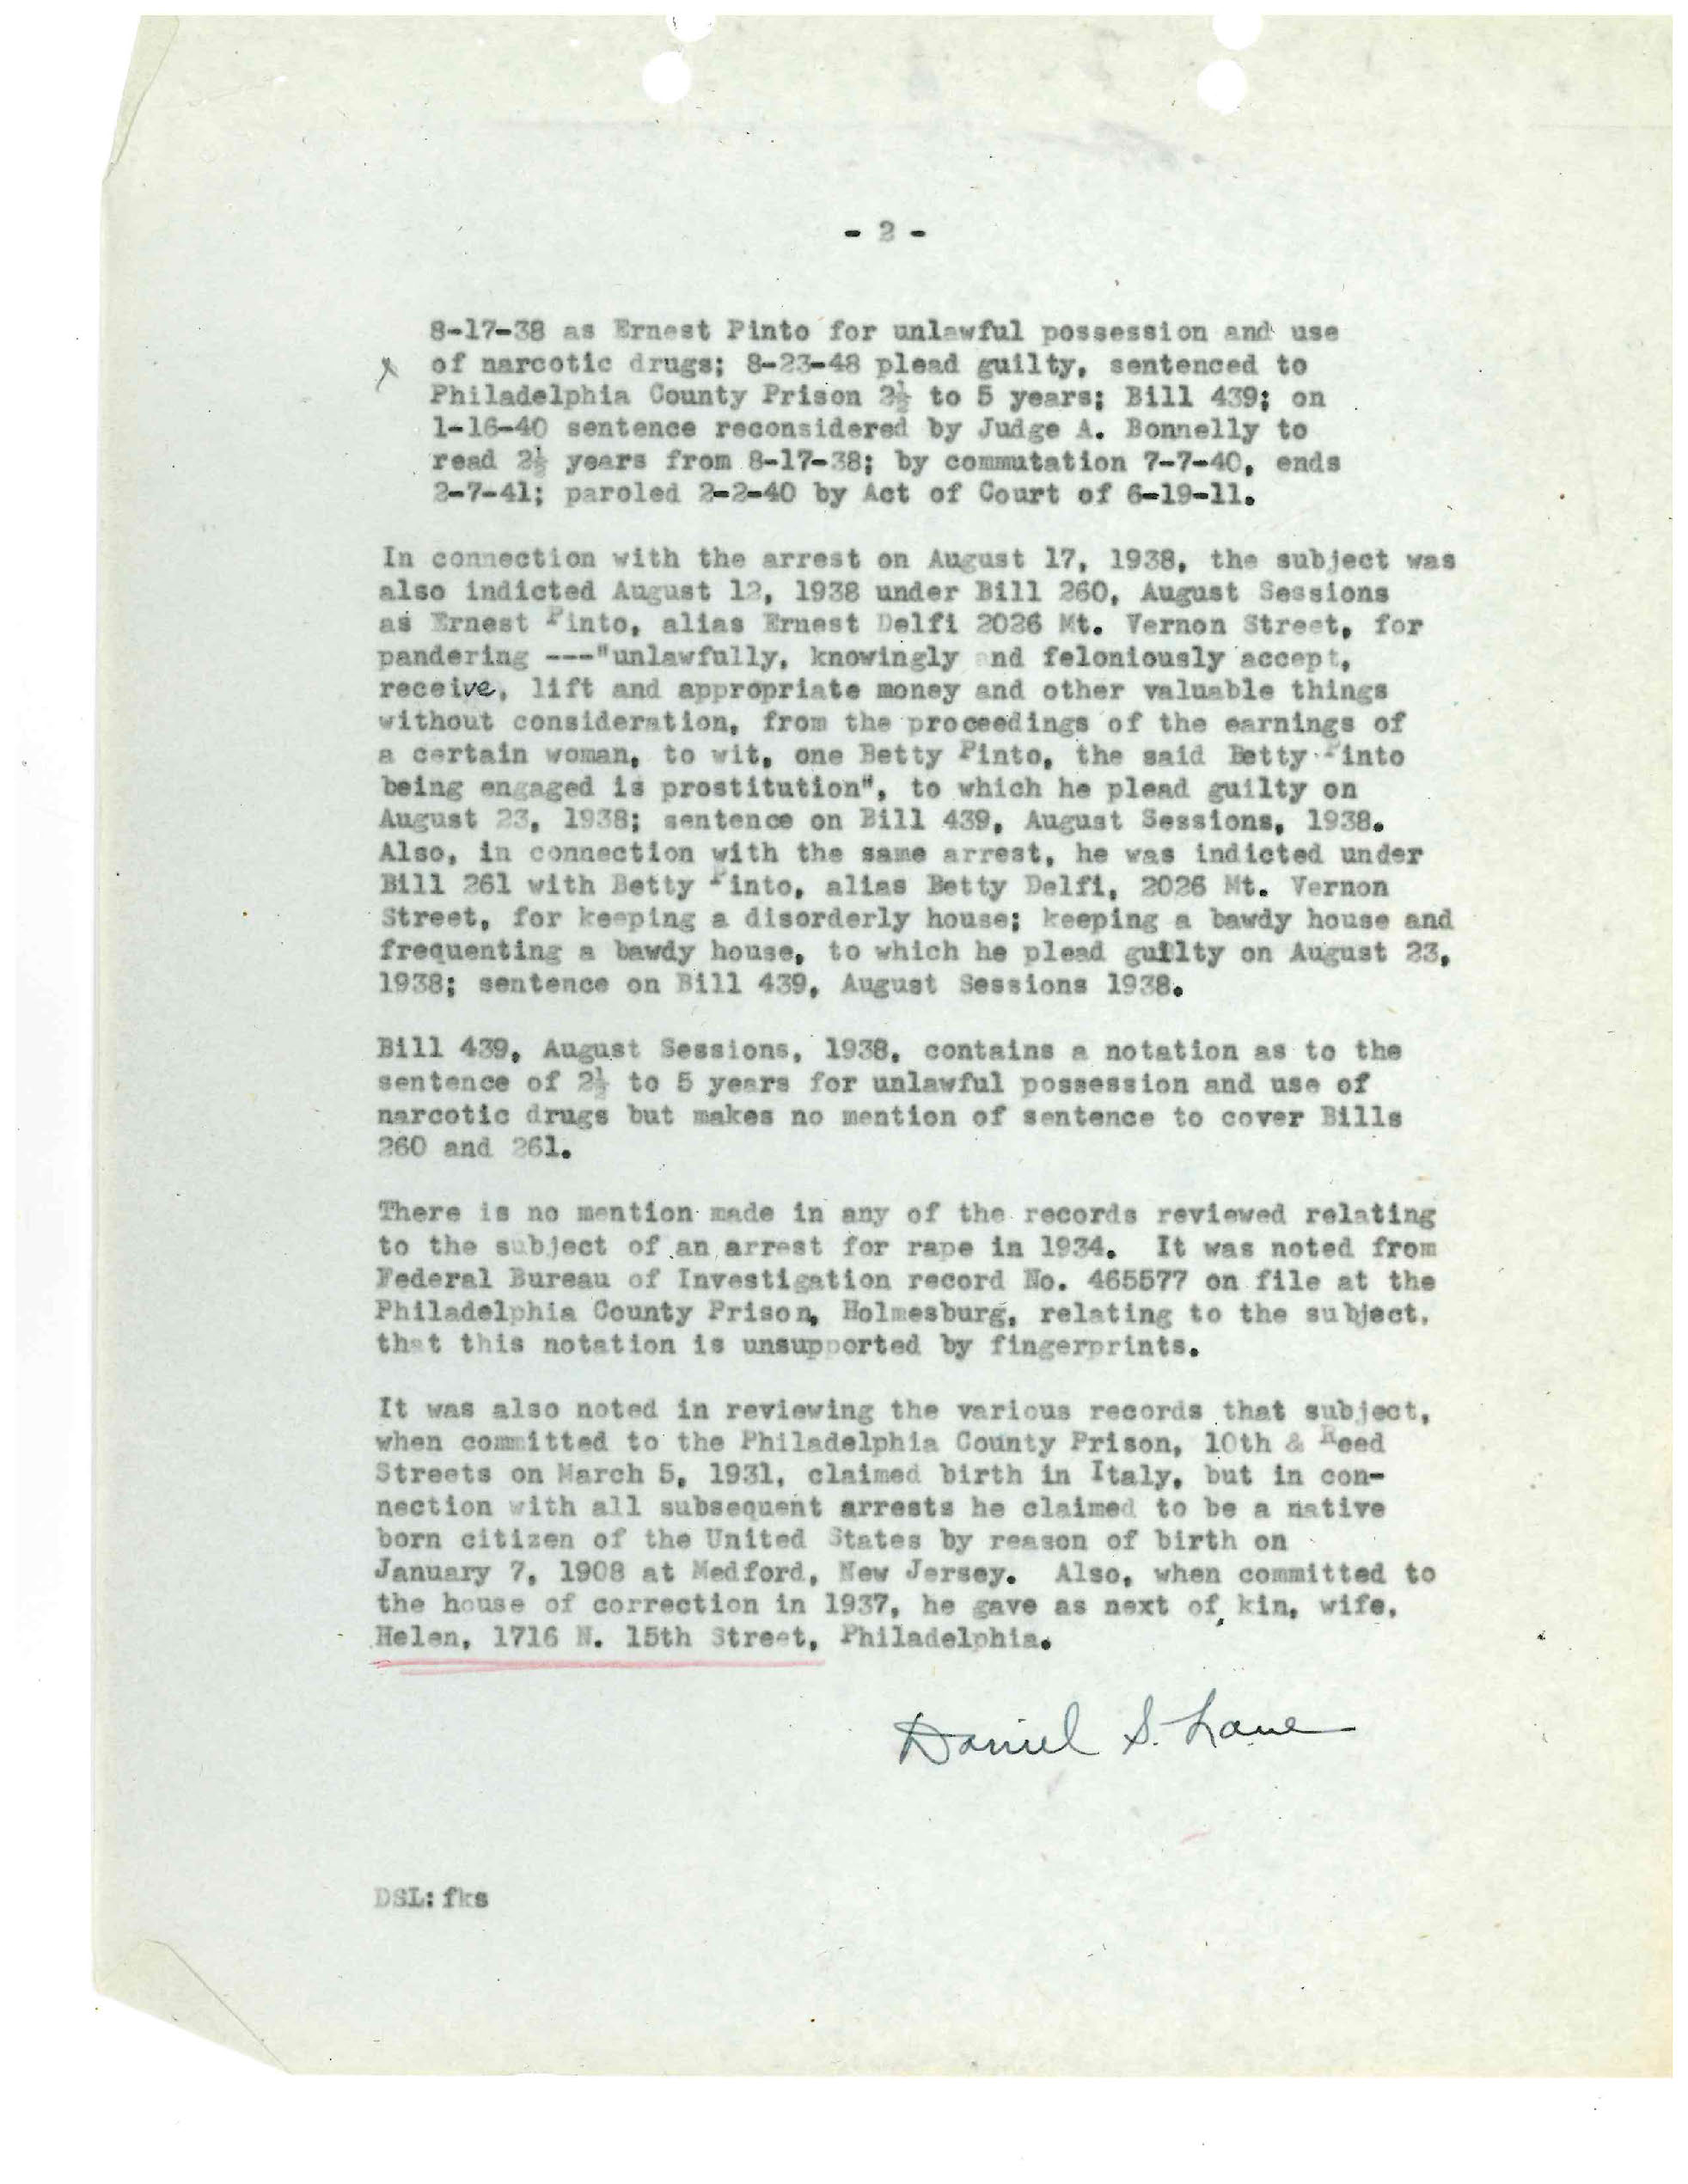 - 2 -
8-17-38 as Ernest Pinto for unlawful possession and use
of narcotic drugs; 8-23-48 plead guilty, sentenced to
Philadelphia County Prison 2½ to 5 years; Bill 439; on
1-16-40 sentence reconsidered by Judge A. Bonnelly to
read 2½ years from 8-17-38; by commutation 7-7-40, ends
2-7-41; paroled 2-2-40 by Act of Court of 6-19-11.
In connection with the arrest on August 17, 1938, the subject was
also indicted August 12, 1938 under Bill 260, August Sessions
as Ernest Pinto, alias Ernest Delfi 2026 Mt. Vernon Street, for
pandering ---"unlawfully, knowingly and feloniously accept,
receive, lift and appropriate money and other valuable things
without consideration, from the proceedings of the earnings of
a certain woman, to wit, one Betty Pinto, the said Betty Pinto
being engaged is prostitution", to which he plead guilty on
August 23, 1938; sentence on Bill 439, August Sessions, 1938.
Also, in connection with the same arrest, he was indicted under
Bill 261 with Betty Pinto, alias Betty Delfi, 2026 Mt. Vernon
Street, for keeping a disorderly house; keeping a bawdy house and
frequenting a bawdy house, to which he plead guilty on August 23,
1938; sentence on Bill 439, August Sessions 1938.
Bill 439, August Sessions, 1938, contains a notation as to the
sentence of 2½ to 5 years for unlawful possession and use of
narcotic drugs but makes no mention of sentence to cover Bills
260 and 261.
There is no mention made in any of the records reviewed relating
to the subject of an arrest for rape in 1934. It was noted from
Federal Bureau of Investigation record No. 465577 on file at the
Philadelphia County Prison, Holmesburg, relating to the subject,
that this notation is unsupported by fingerprints.
It was also noted in reviewing the various records that subject,
when committed to the Philadelphia County Prison, 10th & Reed
Streets on March 5, 1931, claimed birth in Italy, but in con-
nection with all subsequent arrests he claimed to be a native
born citizen of the United States by reason of birth on
January 7, 1908 at Medford, New Jersey. Also, when committed to
the house of correction in 1937, he gave as next of kin, wife,
Helen, 1716 N. 15th Street, Philadelphia.
Daniel S. Lane
DSL:fks